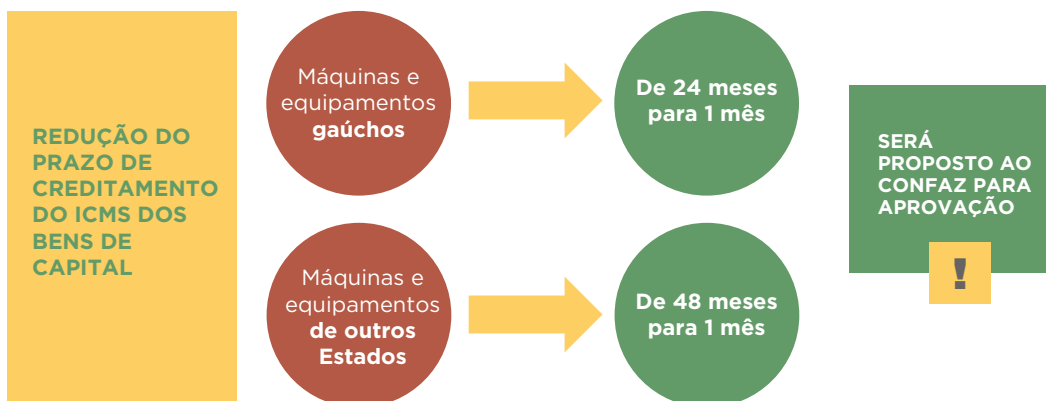 REDUÇÃO DO
PRAZO DE
CREDITAMENTO
DO ICMS DOS
BENS DE
CAPITAL
Máquinas e
equipamentos
gaúchos
De 24 meses
para 1 mês
Máquinas e
equipamentos
de outros
Estados
De 48 meses
para 1 mês
SERÁ
PROPOSTO AO
CONFAZ PARA
APROVAÇÃO
!